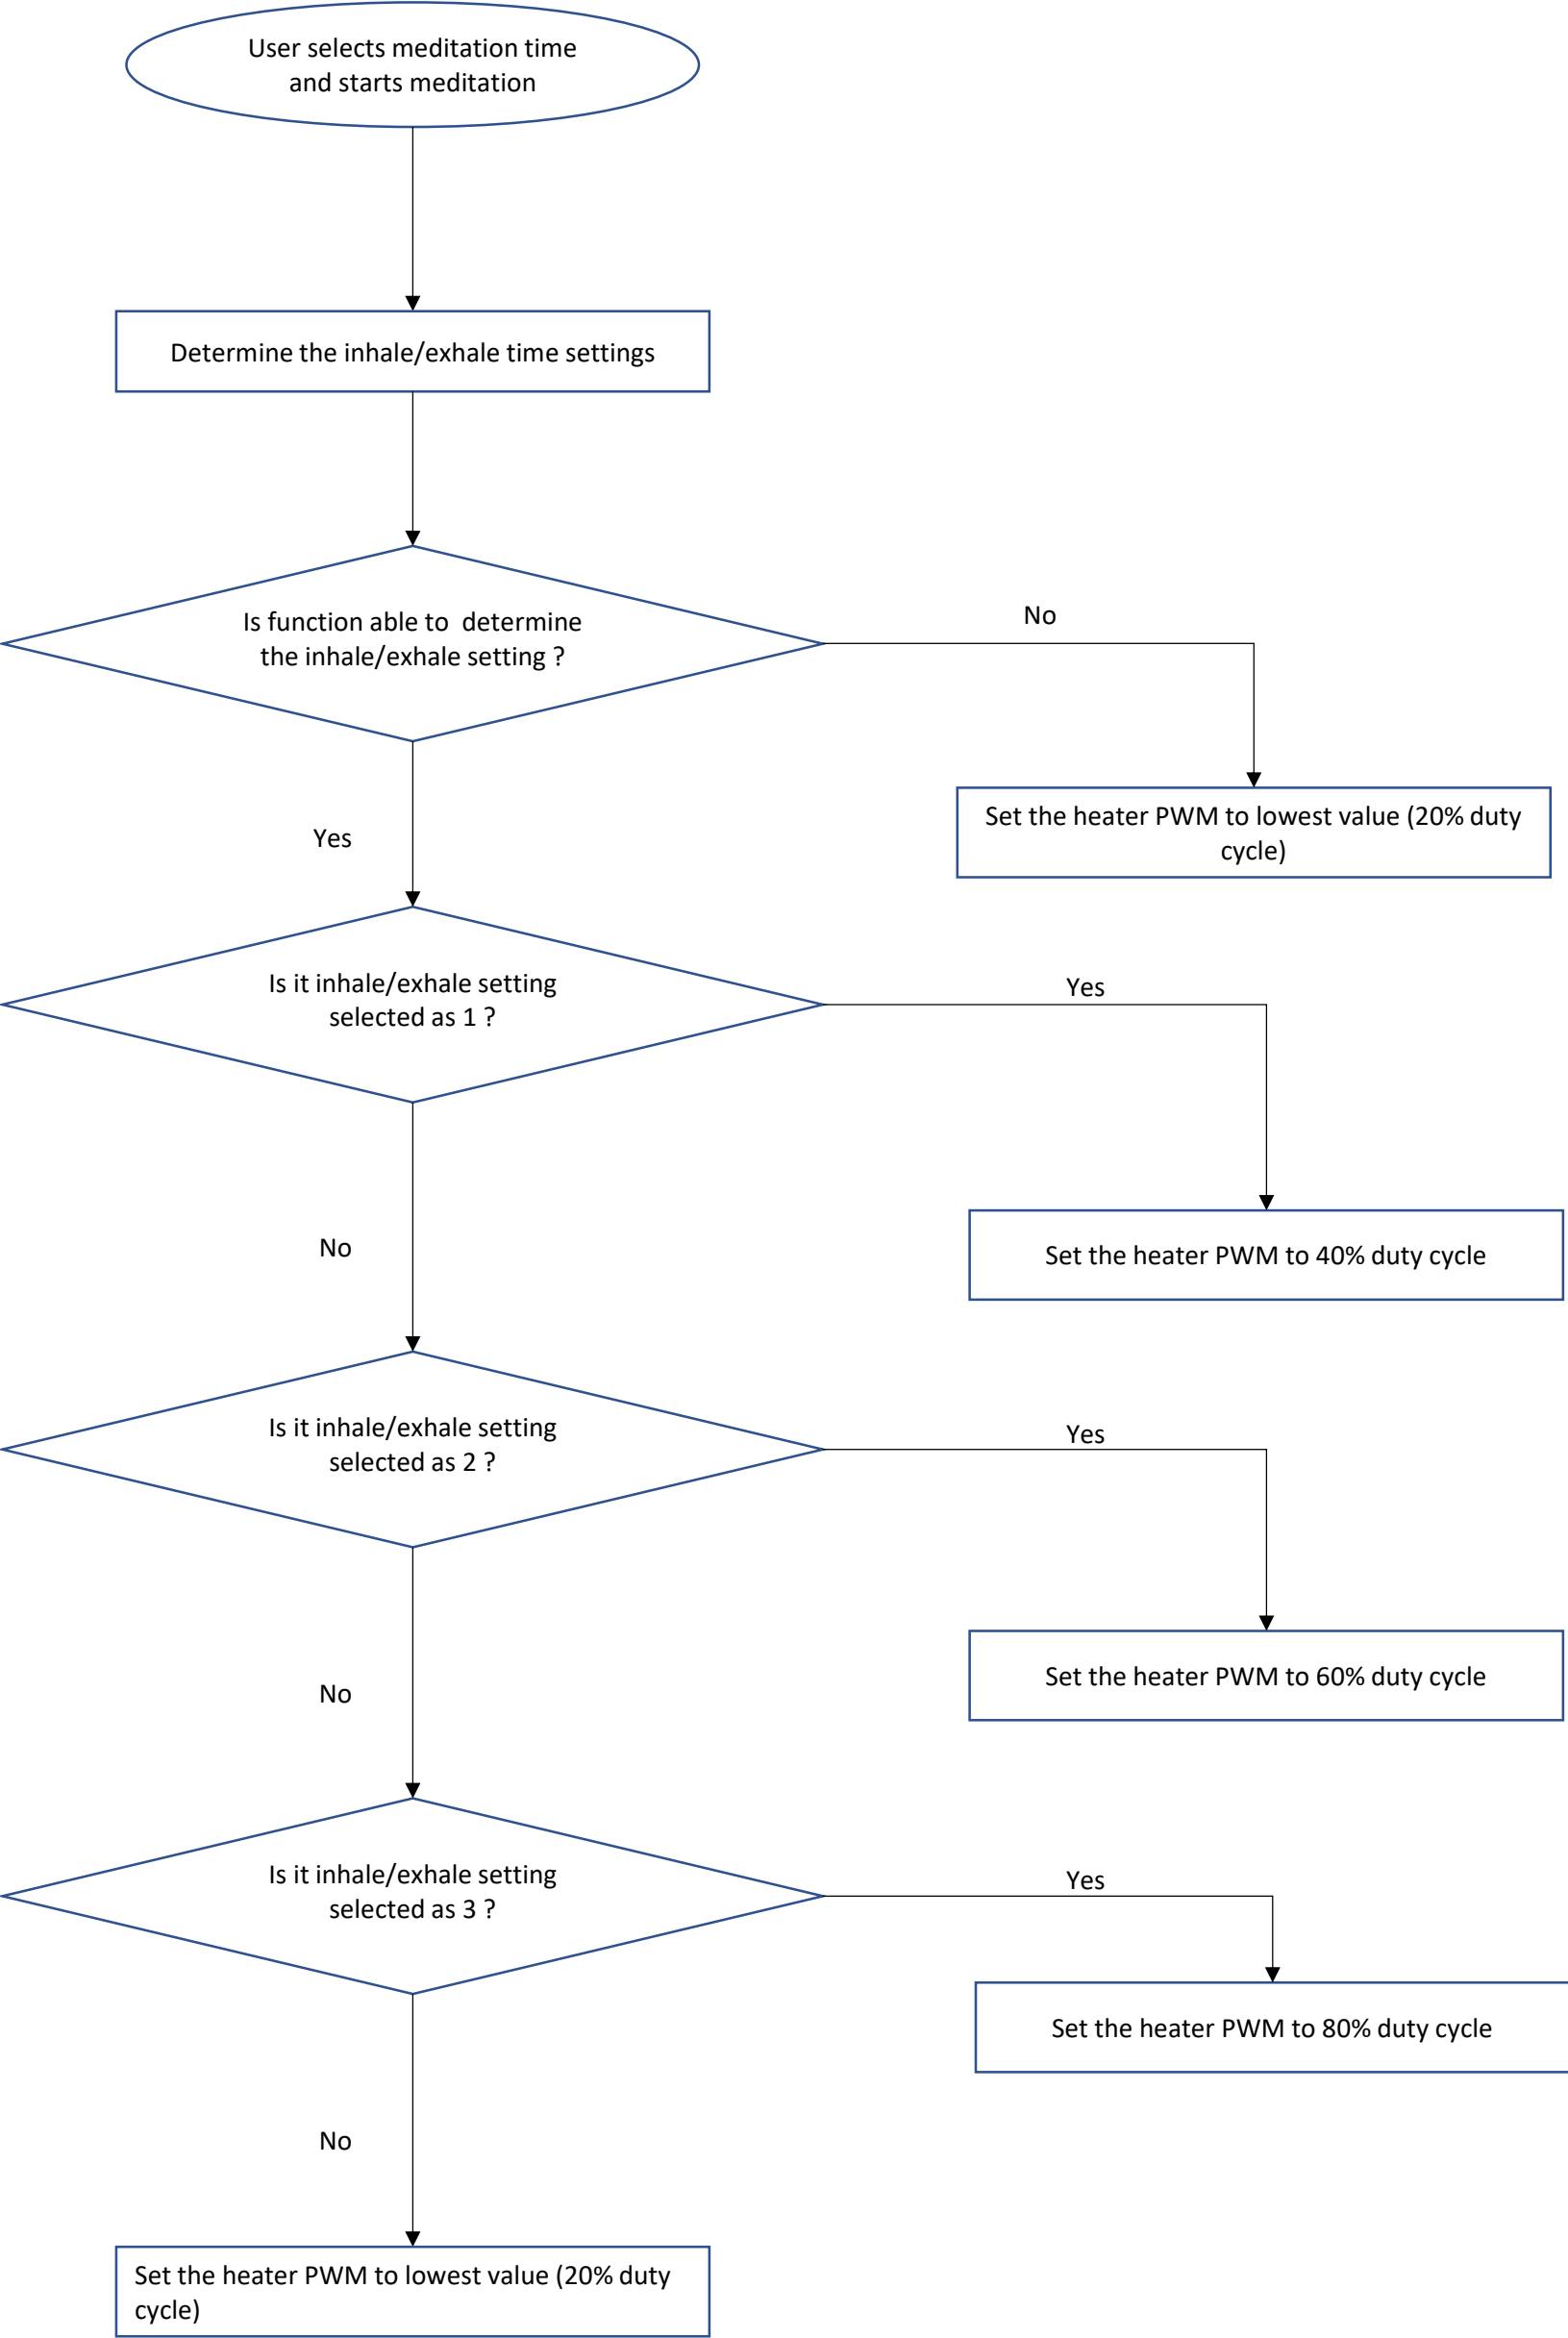 User selects meditation time
and starts meditation
Determine the inhale/exhale time settings
Is function able to  determine
the inhale/exhale setting ?
No
Set the heater PWM to lowest value (20% duty
cycle)
Yes
Is it inhale/exhale setting
selected as 1 ?
Yes
Set the heater PWM to 40% duty cycle
No
Is it inhale/exhale setting
selected as 2 ?
Yes
Set the heater PWM to 60% duty cycle
No
Is it inhale/exhale setting
selected as 3 ?
Yes
Set the heater PWM to 80% duty cycle
No
Set the heater PWM to lowest value (20% duty
cycle)